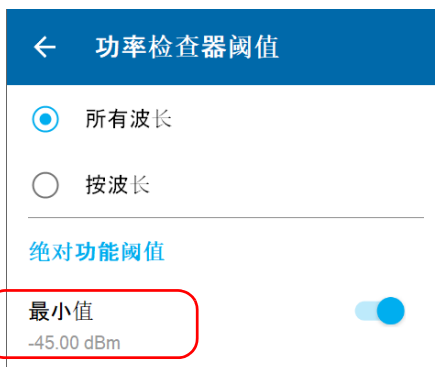 功率检查器阈值
所有波长
按波长
绝对功能阈值
最小值
-45.00 dBm